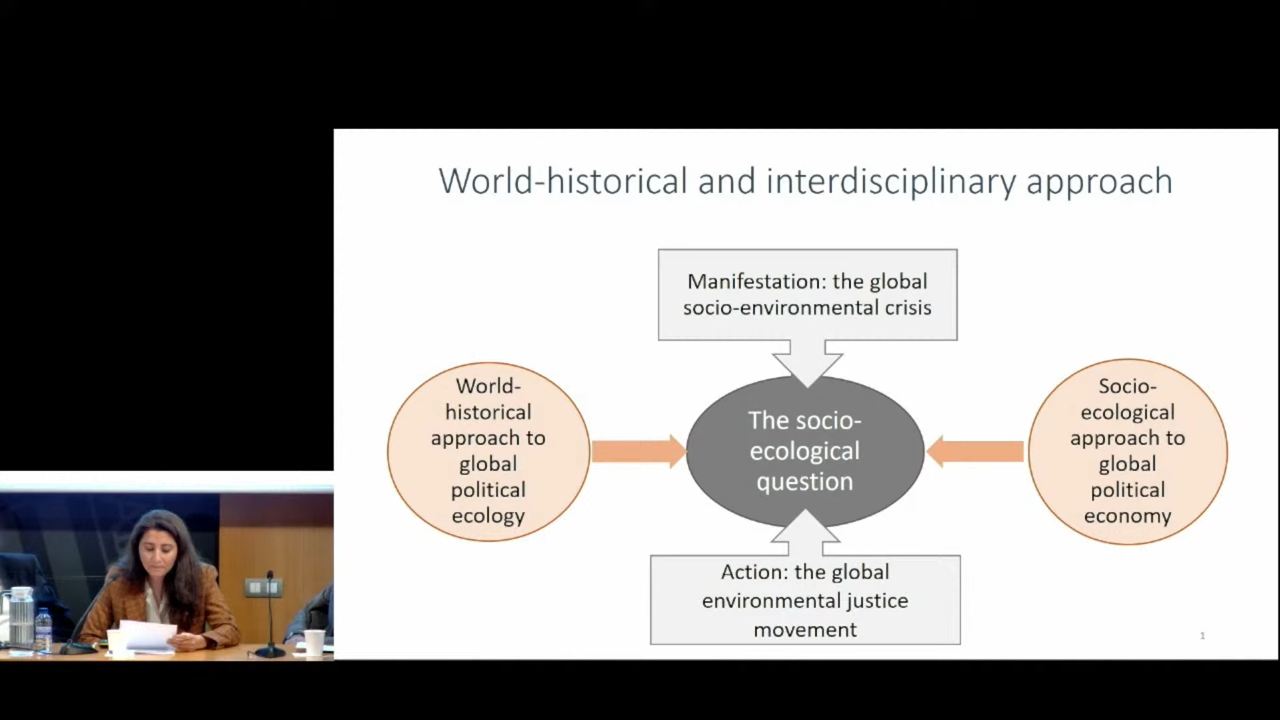 World-historical and interdisciplinary approach
Manifestation: the global
socio-environmental crisis
World-
historical
approach to
global
political
ecology
The socio-
ecological
question
Socio-
ecological
approach to
global
political
economy
Action: the global
environmental justice
movement
1